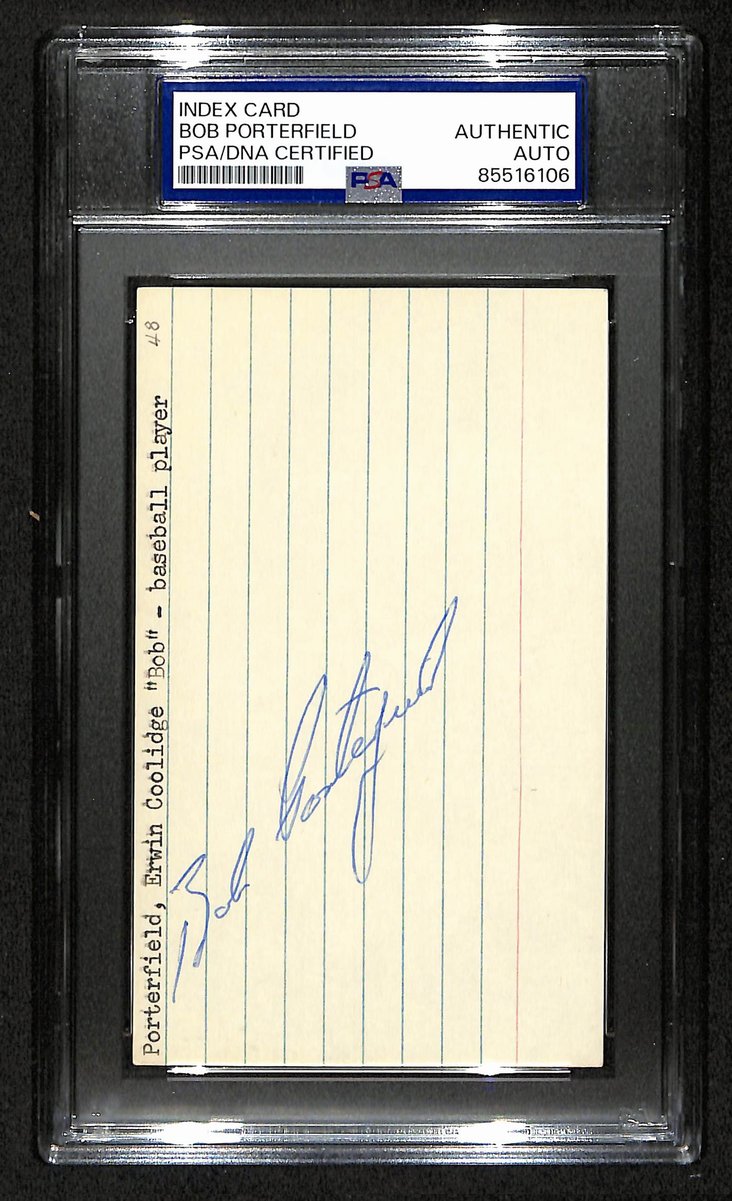 INDEX CARD
BOB PORTERFIELD AUTHENTIC
PSA/DNA CERTIFIED AUTO
PSA 85516106
Porterfield, Erwin Coolidge "Bob" - baseball player 48
Bob Porterfield